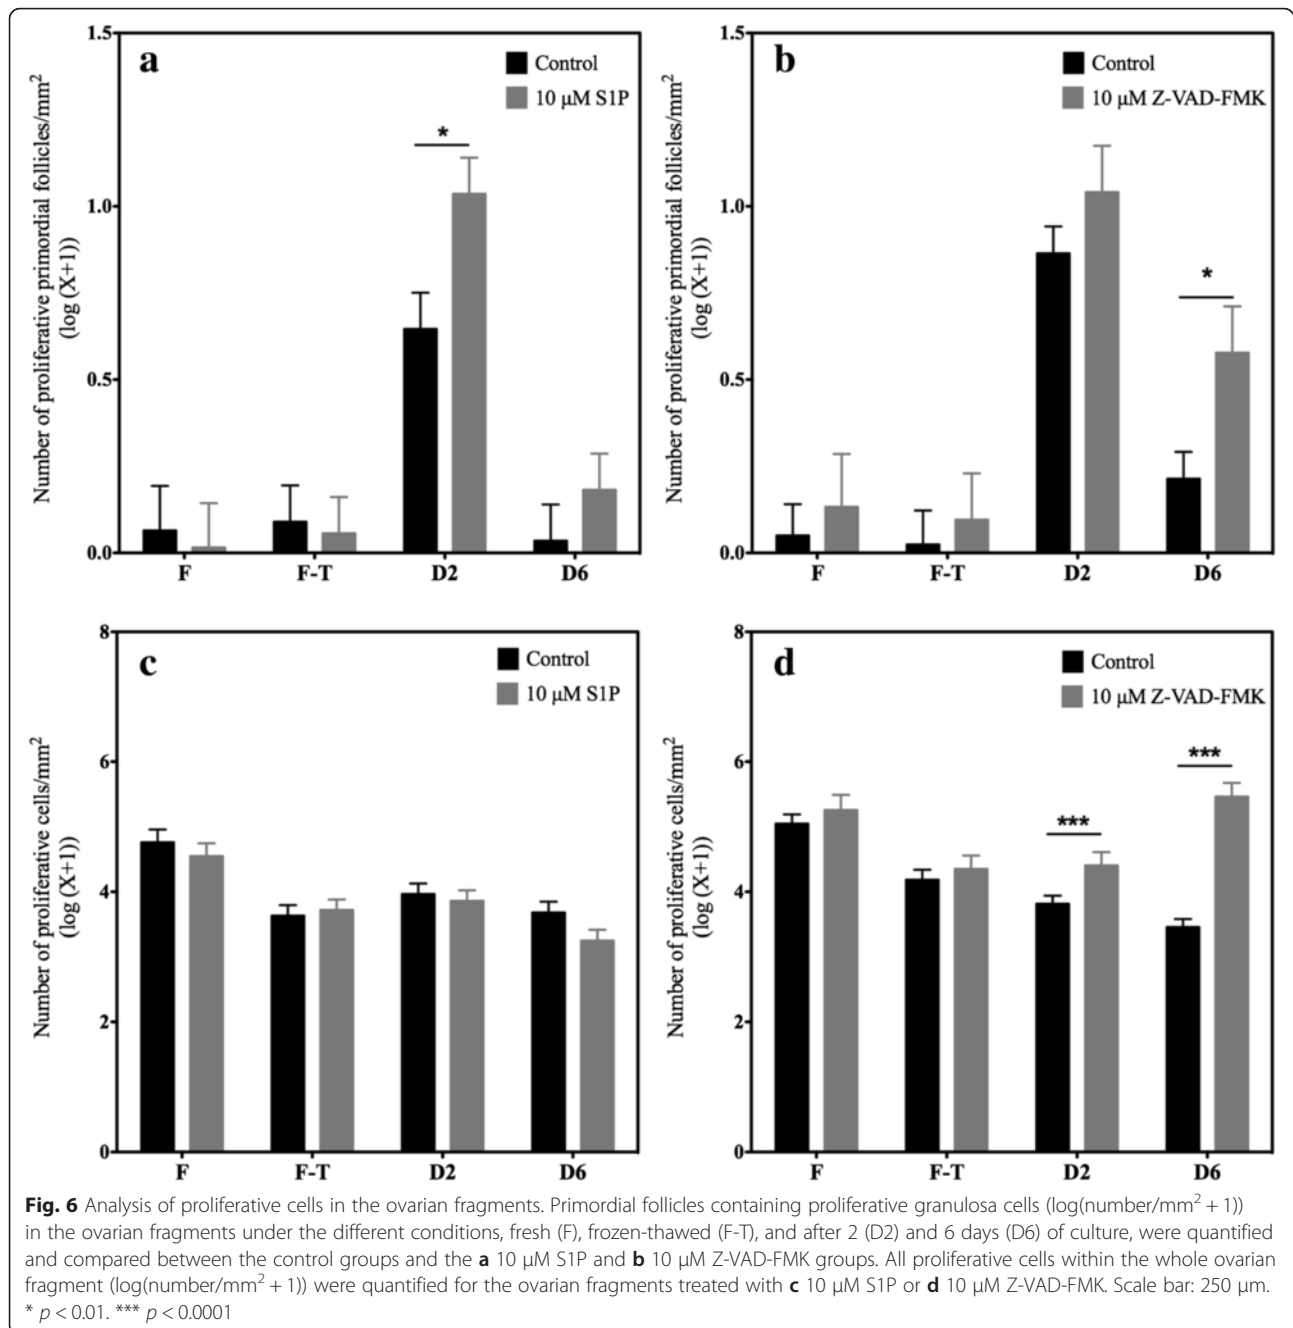 a
Control
10 µM S1P
*
1.5
1.0
0.5
0.0
Number of proliferative primordial follicles/mm²
(log (X+1))
F F-T D2 D6
b
Control
10 µM Z-VAD-FMK
*
1.5
1.0
0.5
0.0
Number of proliferative primordial follicles/mm²
(log (X+1))
F F-T D2 D6
c
Control
10 µM S1P
8
6
4
2
0
Number of proliferative cells/mm²
(log (X+1))
F F-T D2 D6
d
Control
10 µM Z-VAD-FMK
***
***
8
6
4
2
0
Number of proliferative cells/mm²
(log (X+1))
F F-T D2 D6
Fig. 6 Analysis of proliferative cells in the ovarian fragments. Primordial follicles containing proliferative granulosa cells (log(number/mm² + 1))
in the ovarian fragments under the different conditions, fresh (F), frozen-thawed (F-T), and after 2 (D2) and 6 days (D6) of culture, were quantified
and compared between the control groups and the a 10 µM S1P and b 10 µM Z-VAD-FMK groups. All proliferative cells within the whole ovarian
fragment (log(number/mm² + 1)) were quantified for the ovarian fragments treated with c 10 µM S1P or d 10 µM Z-VAD-FMK. Scale bar: 250 µm.
* p < 0.01. *** p < 0.0001